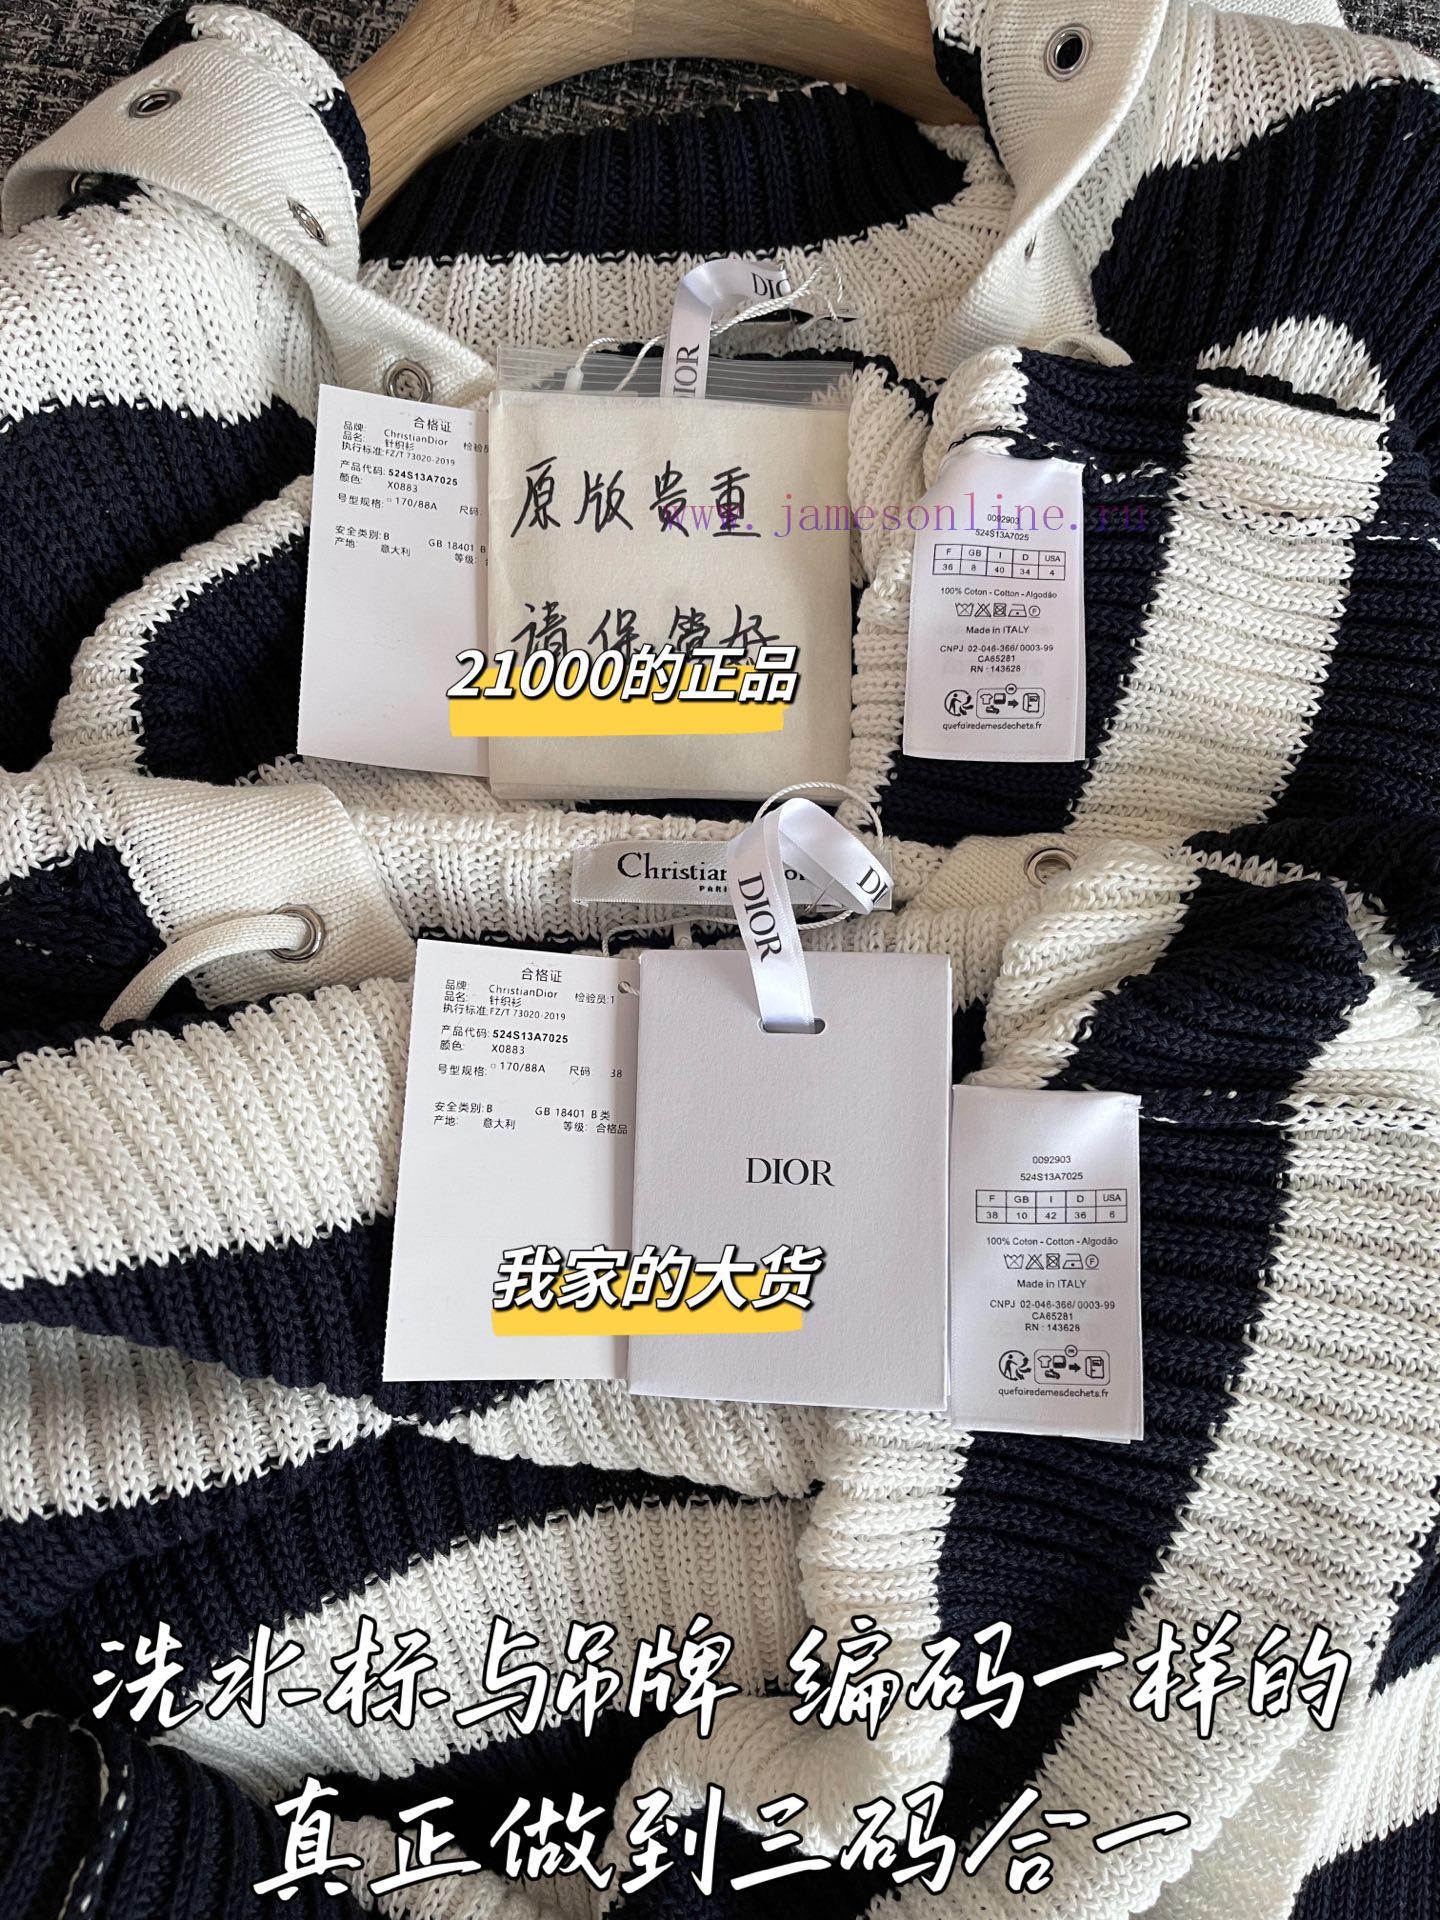 DIOR
DIOR
合格证
品牌: ChristianDior 检验员
品名: 针织衫
执行标准:FZ/T 73020-2019
产品代码: 524S13A7025
颜色: X0883
号型规格: 170/88A 尺码:
安全类别:B GB 18401 B
产地: 意大利 等级:
原版贵重
www.jamesonline.ru
请保管好
21000的正品
0092903
524S13A7025
F GB I D USA
36 8 40 34 4
100% Coton - Cotton - Algodão
Made in ITALY
CNPJ 02-046-366/ 0003-99
CA65281
RN : 143628
quefairedemesdechets.fr
Christian
PARI
DIOR
合格证
品牌: ChristianDior 检验员:1
品名: 针织衫
执行标准:FZ/T 73020-2019
产品代码: 524S13A7025
颜色: X0883
号型规格: 170/88A 尺码 38
安全类别:B GB 18401 B 类
产地: 意大利 等级: 合格品
DIOR
我家的大货
0092903
524S13A7025
F GB I D USA
38 10 42 36 6
100% Coton - Cotton - Algodão
Made in ITALY
CNPJ 02-046-366/ 0003-99
CA65281
RN : 143628
quefairedemesdechets.fr
洗水标与吊牌 编码一样的
真正做到三码合一